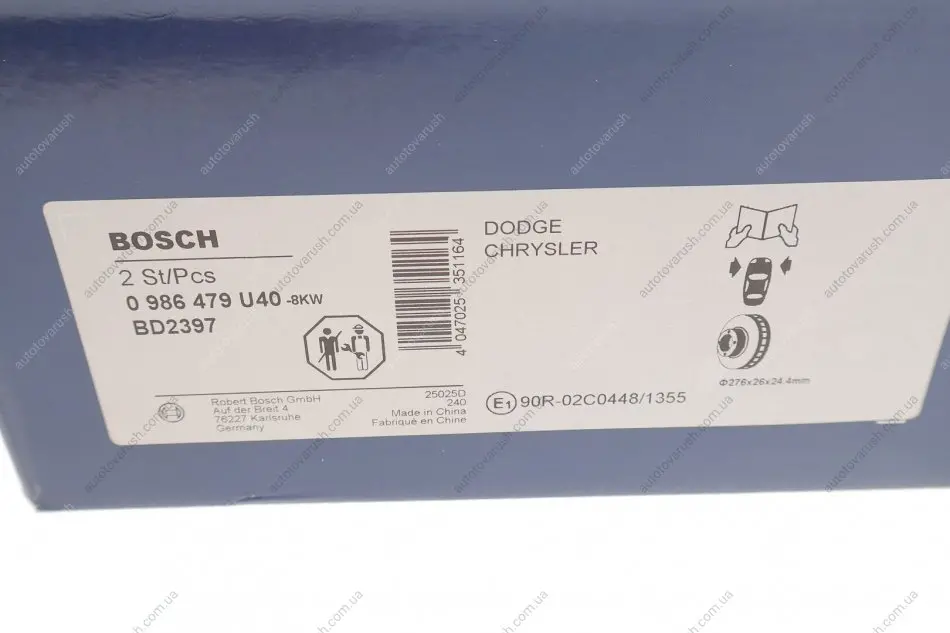 BOSCH
2 St/Pcs
0 986 479 U40 -8KW
BD2397
4 047025 351164
DODGE
CHRYSLER
Φ276x26x24.4mm
Robert Bosch GmbH
Auf der Breit 4
76227 Karlsruhe
Germany
25025D
240
Made in China
Fabriqué en Chine
E1 90R-02C0448/1355
autotovarush.com.ua